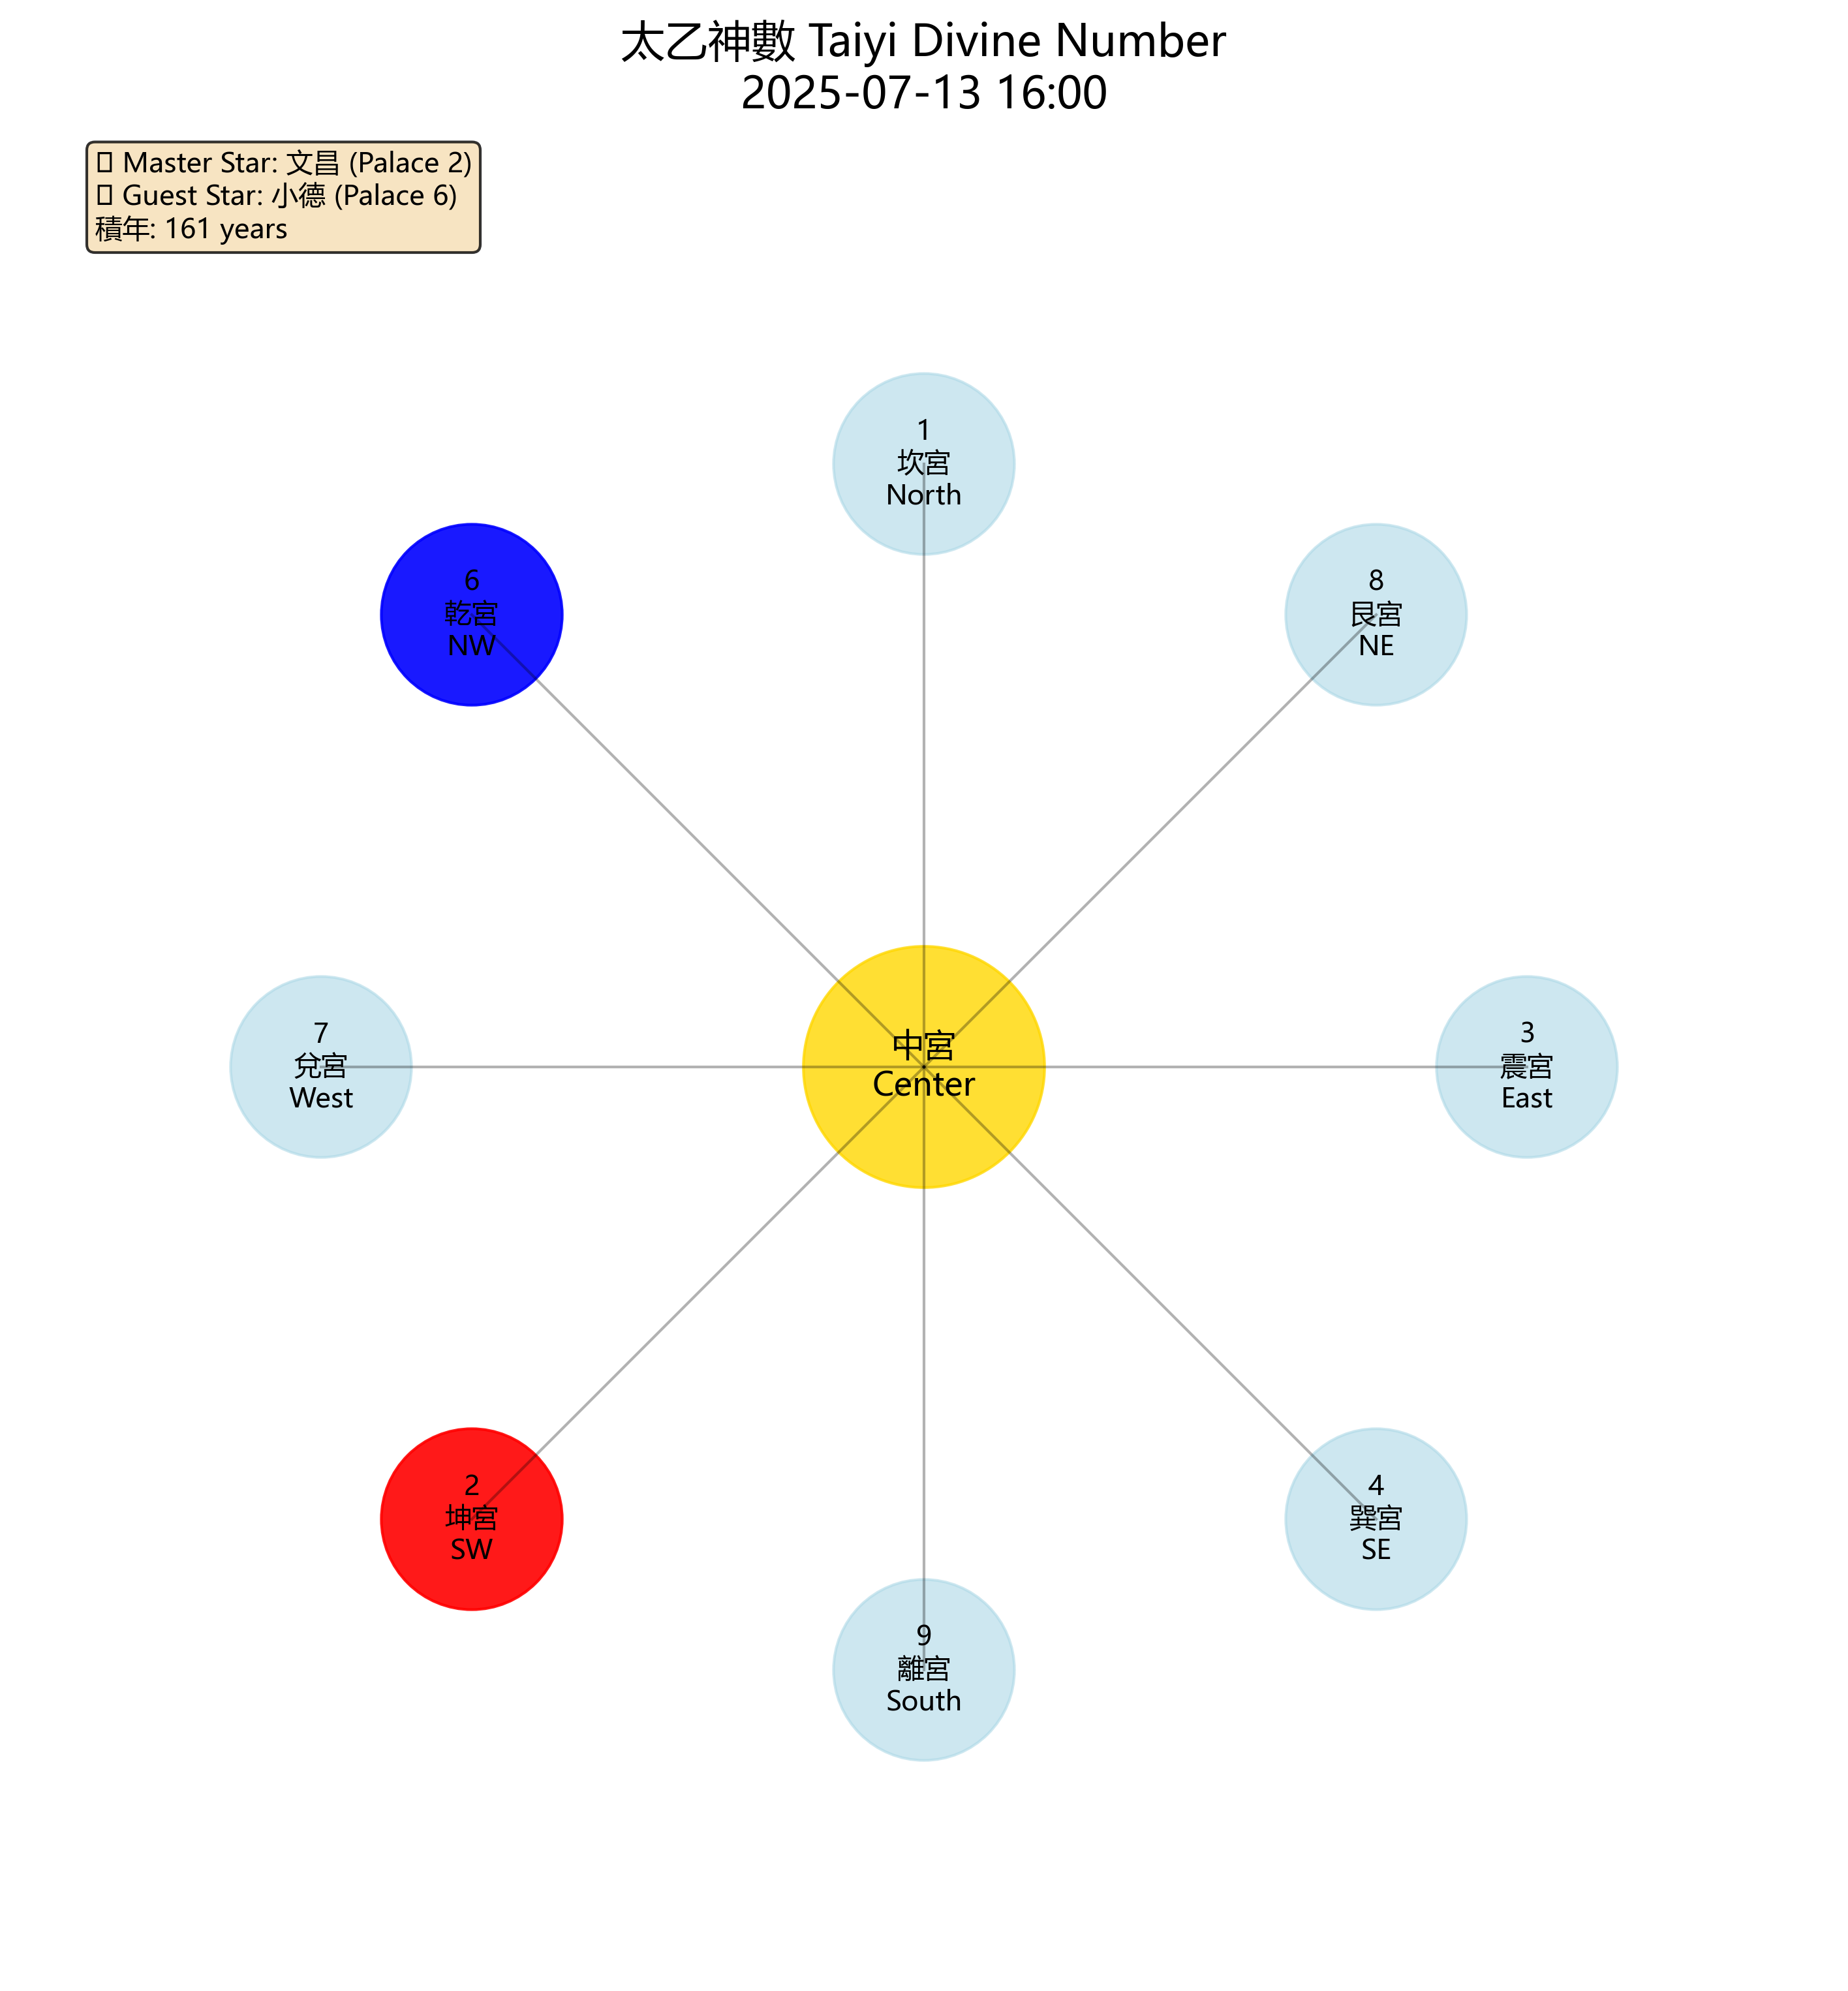 太乙神數 Taiyi Divine Number
2025-07-13 16:00
▯ Master Star: 文昌 (Palace 2)
▯ Guest Star: 小德 (Palace 6)
積年: 161 years
1
坎宮
North
6
乾宮
NW
8
艮宮
NE
7
兌宮
West
中宮
Center
3
震宮
East
2
坤宮
SW
4
巽宮
SE
9
離宮
South